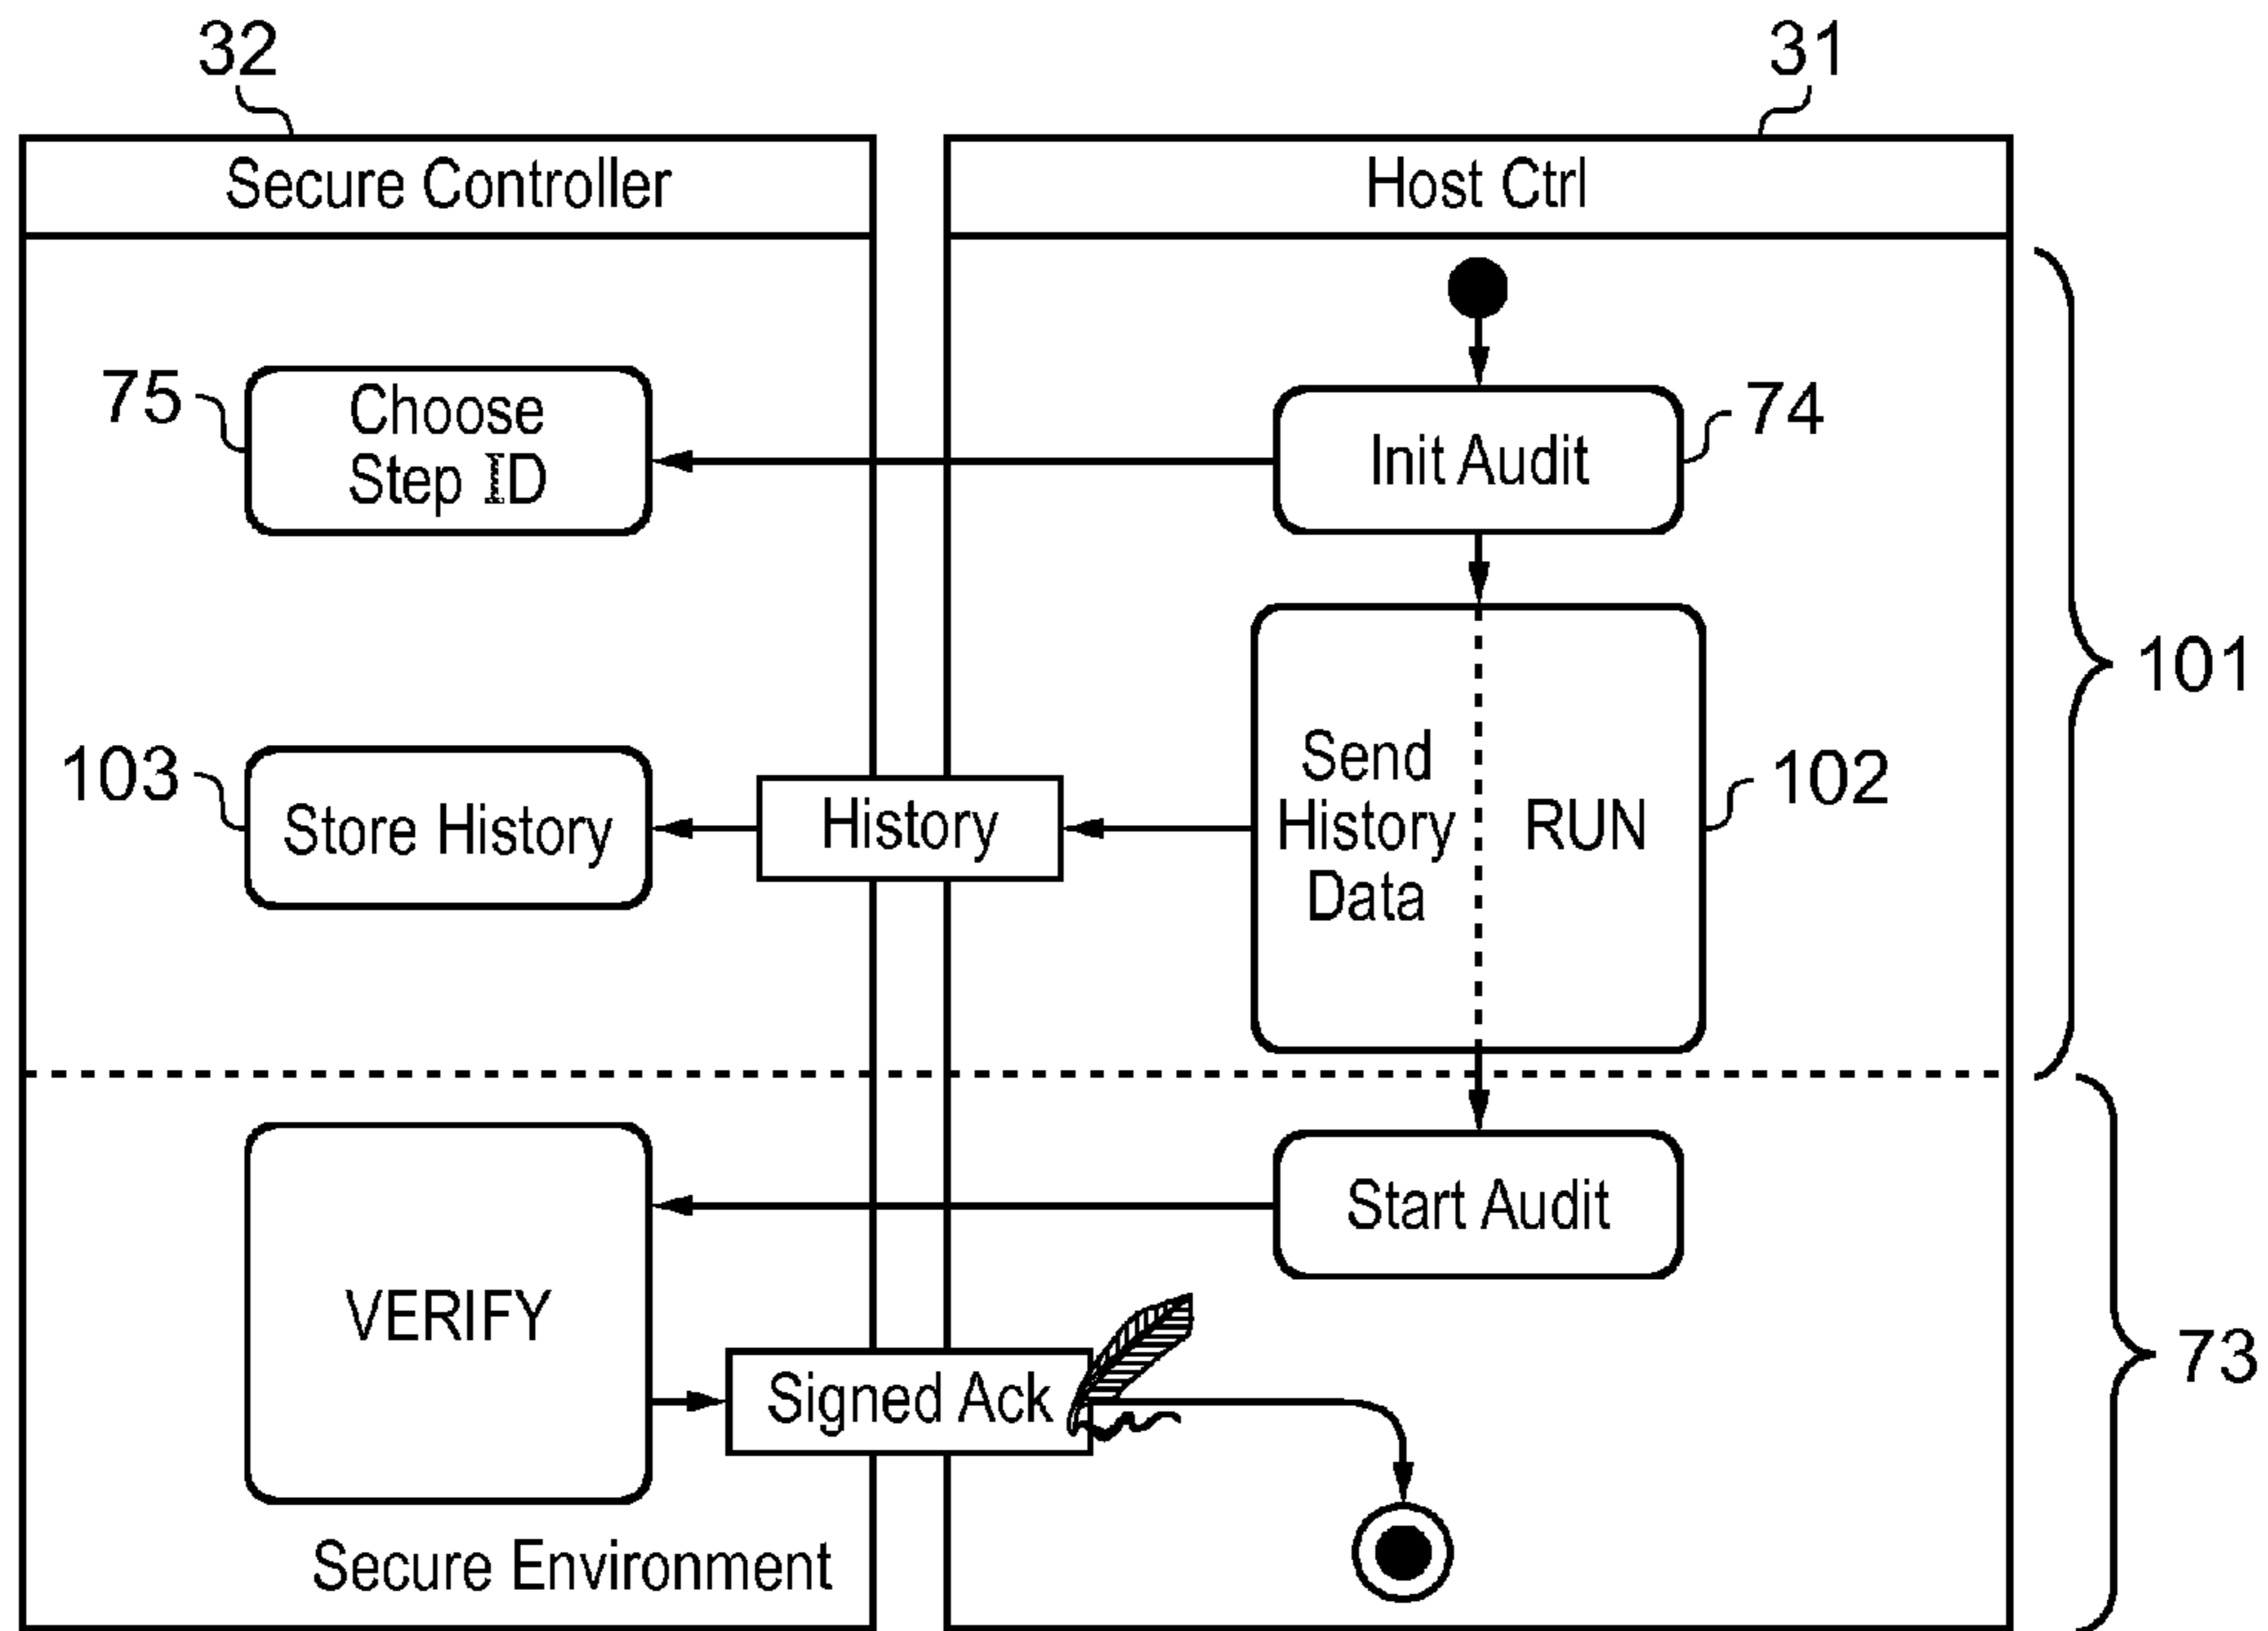 32
31
Secure Controller
Host Ctrl
75
Choose
Step ID
Init Audit
74
101
103
Store History
History
Send
History
Data
RUN
102
Start Audit
VERIFY
Signed Ack
73
Secure Environment